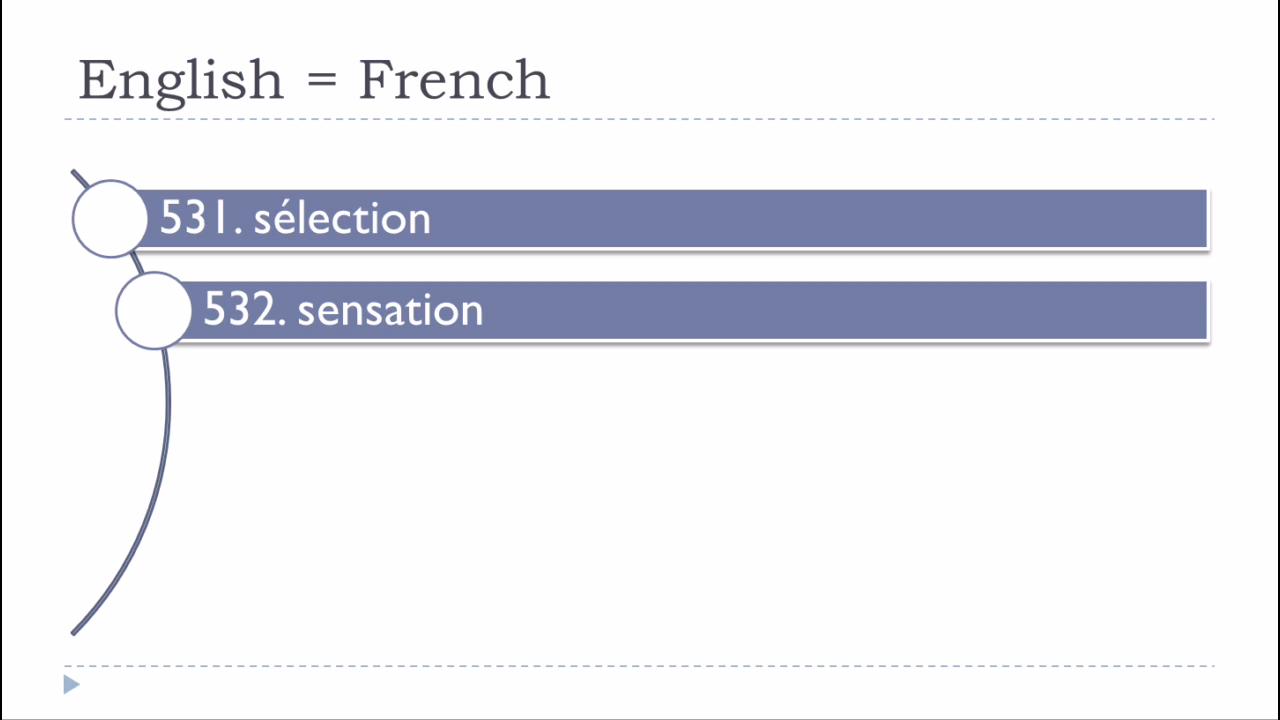 English = French
531. sélection
532. sensation